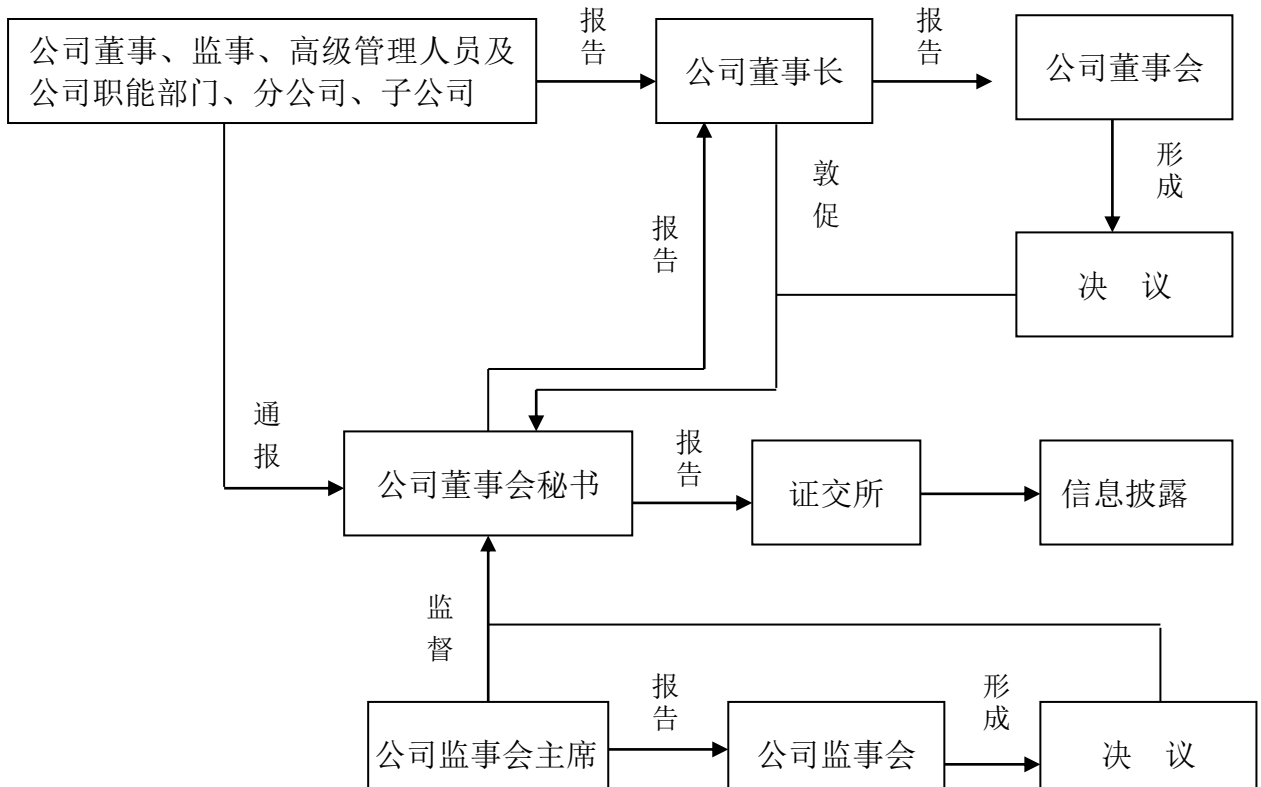 报告
报告
公司董事、监事、高级管理人员及
公司职能部门、分公司、子公司
公司董事长
公司董事会
形成
敦促
报告
决 议
通报
报告
公司董事会秘书
证交所
信息披露
监督
报告
形成
公司监事会主席
公司监事会
决 议